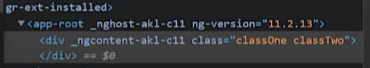 gr-ext-installed>
▼<app-root _nghost-akl-c11 ng-version="11.2.13">
<div _ngcontent-akl-c11 class="classOne classTwo">
</div> == $0